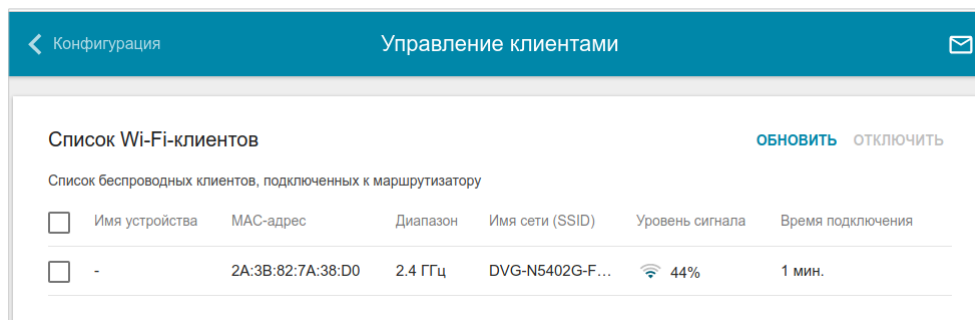 Конфигурация
Управление клиентами
Список Wi-Fi-клиентов
ОБНОВИТЬ ОТКЛЮЧИТЬ
Список беспроводных клиентов, подключенных к маршрутизатору
Имя устройства MAC-адрес Диапазон Имя сети (SSID) Уровень сигнала Время подключения
- 2A:3B:82:7A:38:D0 2.4 ГГц DVG-N5402G-F... 44% 1 мин.